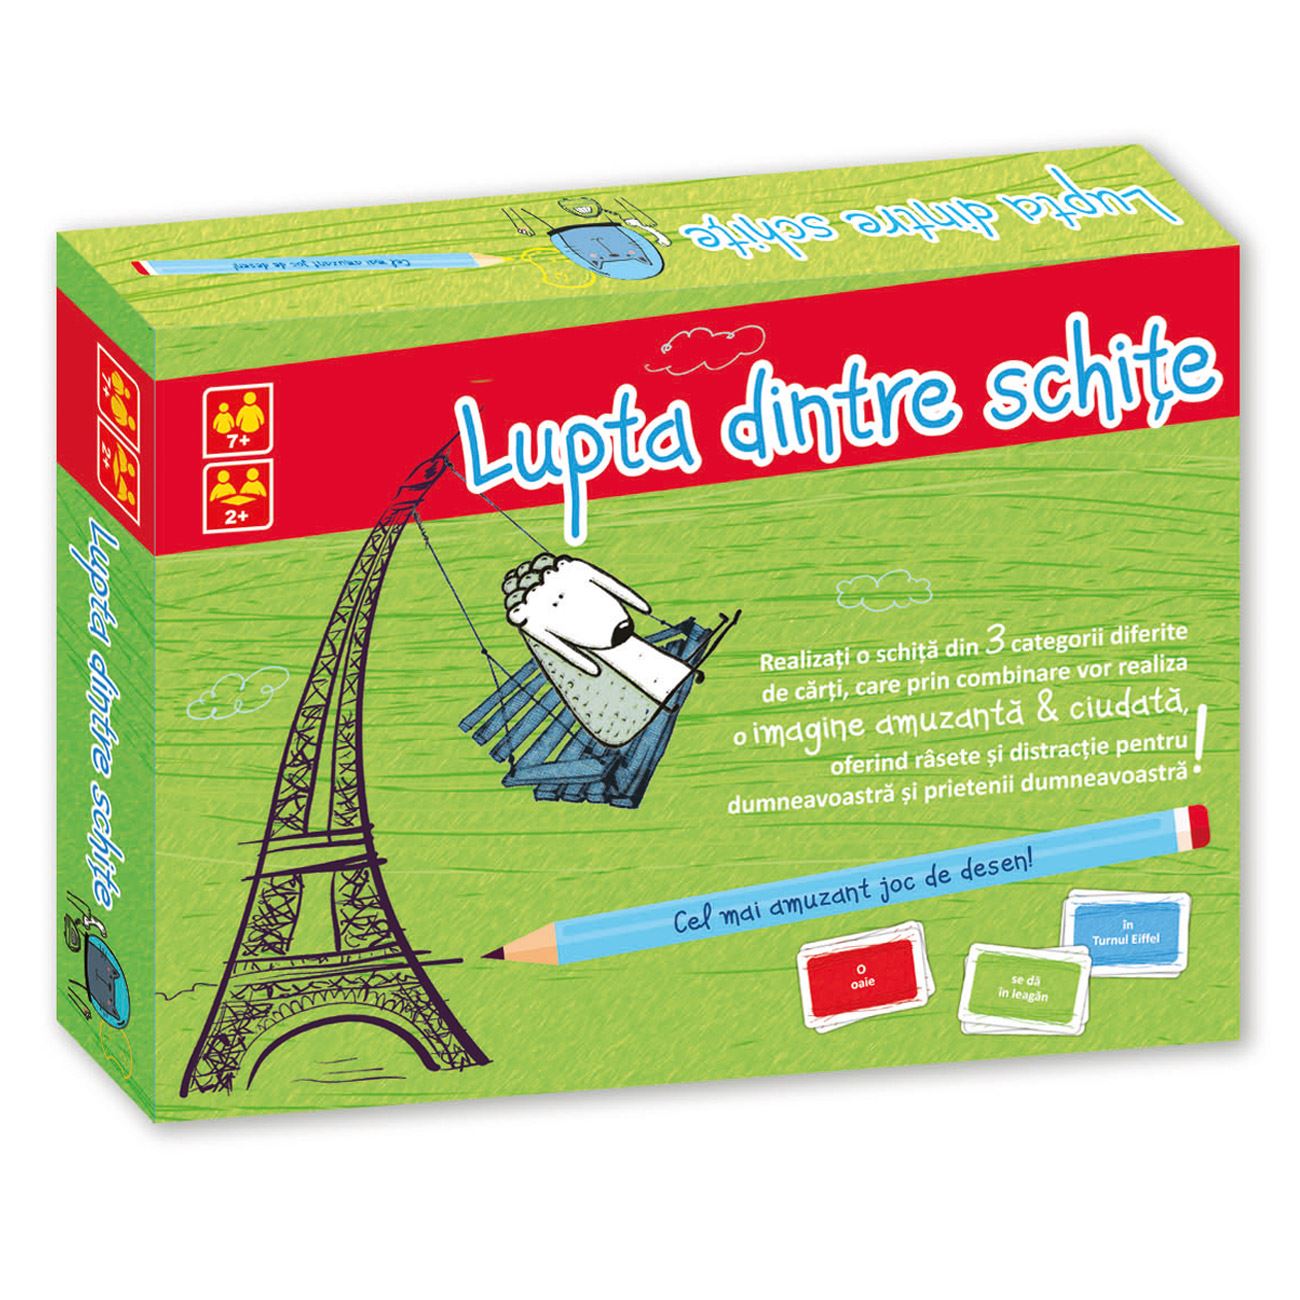 Lupta dintre schițe
Cel mai amuzant joc de desen!
7+
2+
Lupta dintre schițe
7+
2+
Lupta dintre schițe
Realizați o schiță din 3 categorii diferite
de cărți, care prin combinare vor realiza
o imagine amuzantă & ciudată,
oferind râsete și distracție pentru
dumneavoastră și prietenii dumneavoastră!
Cel mai amuzant joc de desen!
o
oaie
se dă
în leagăn
în
Turnul Eiffel